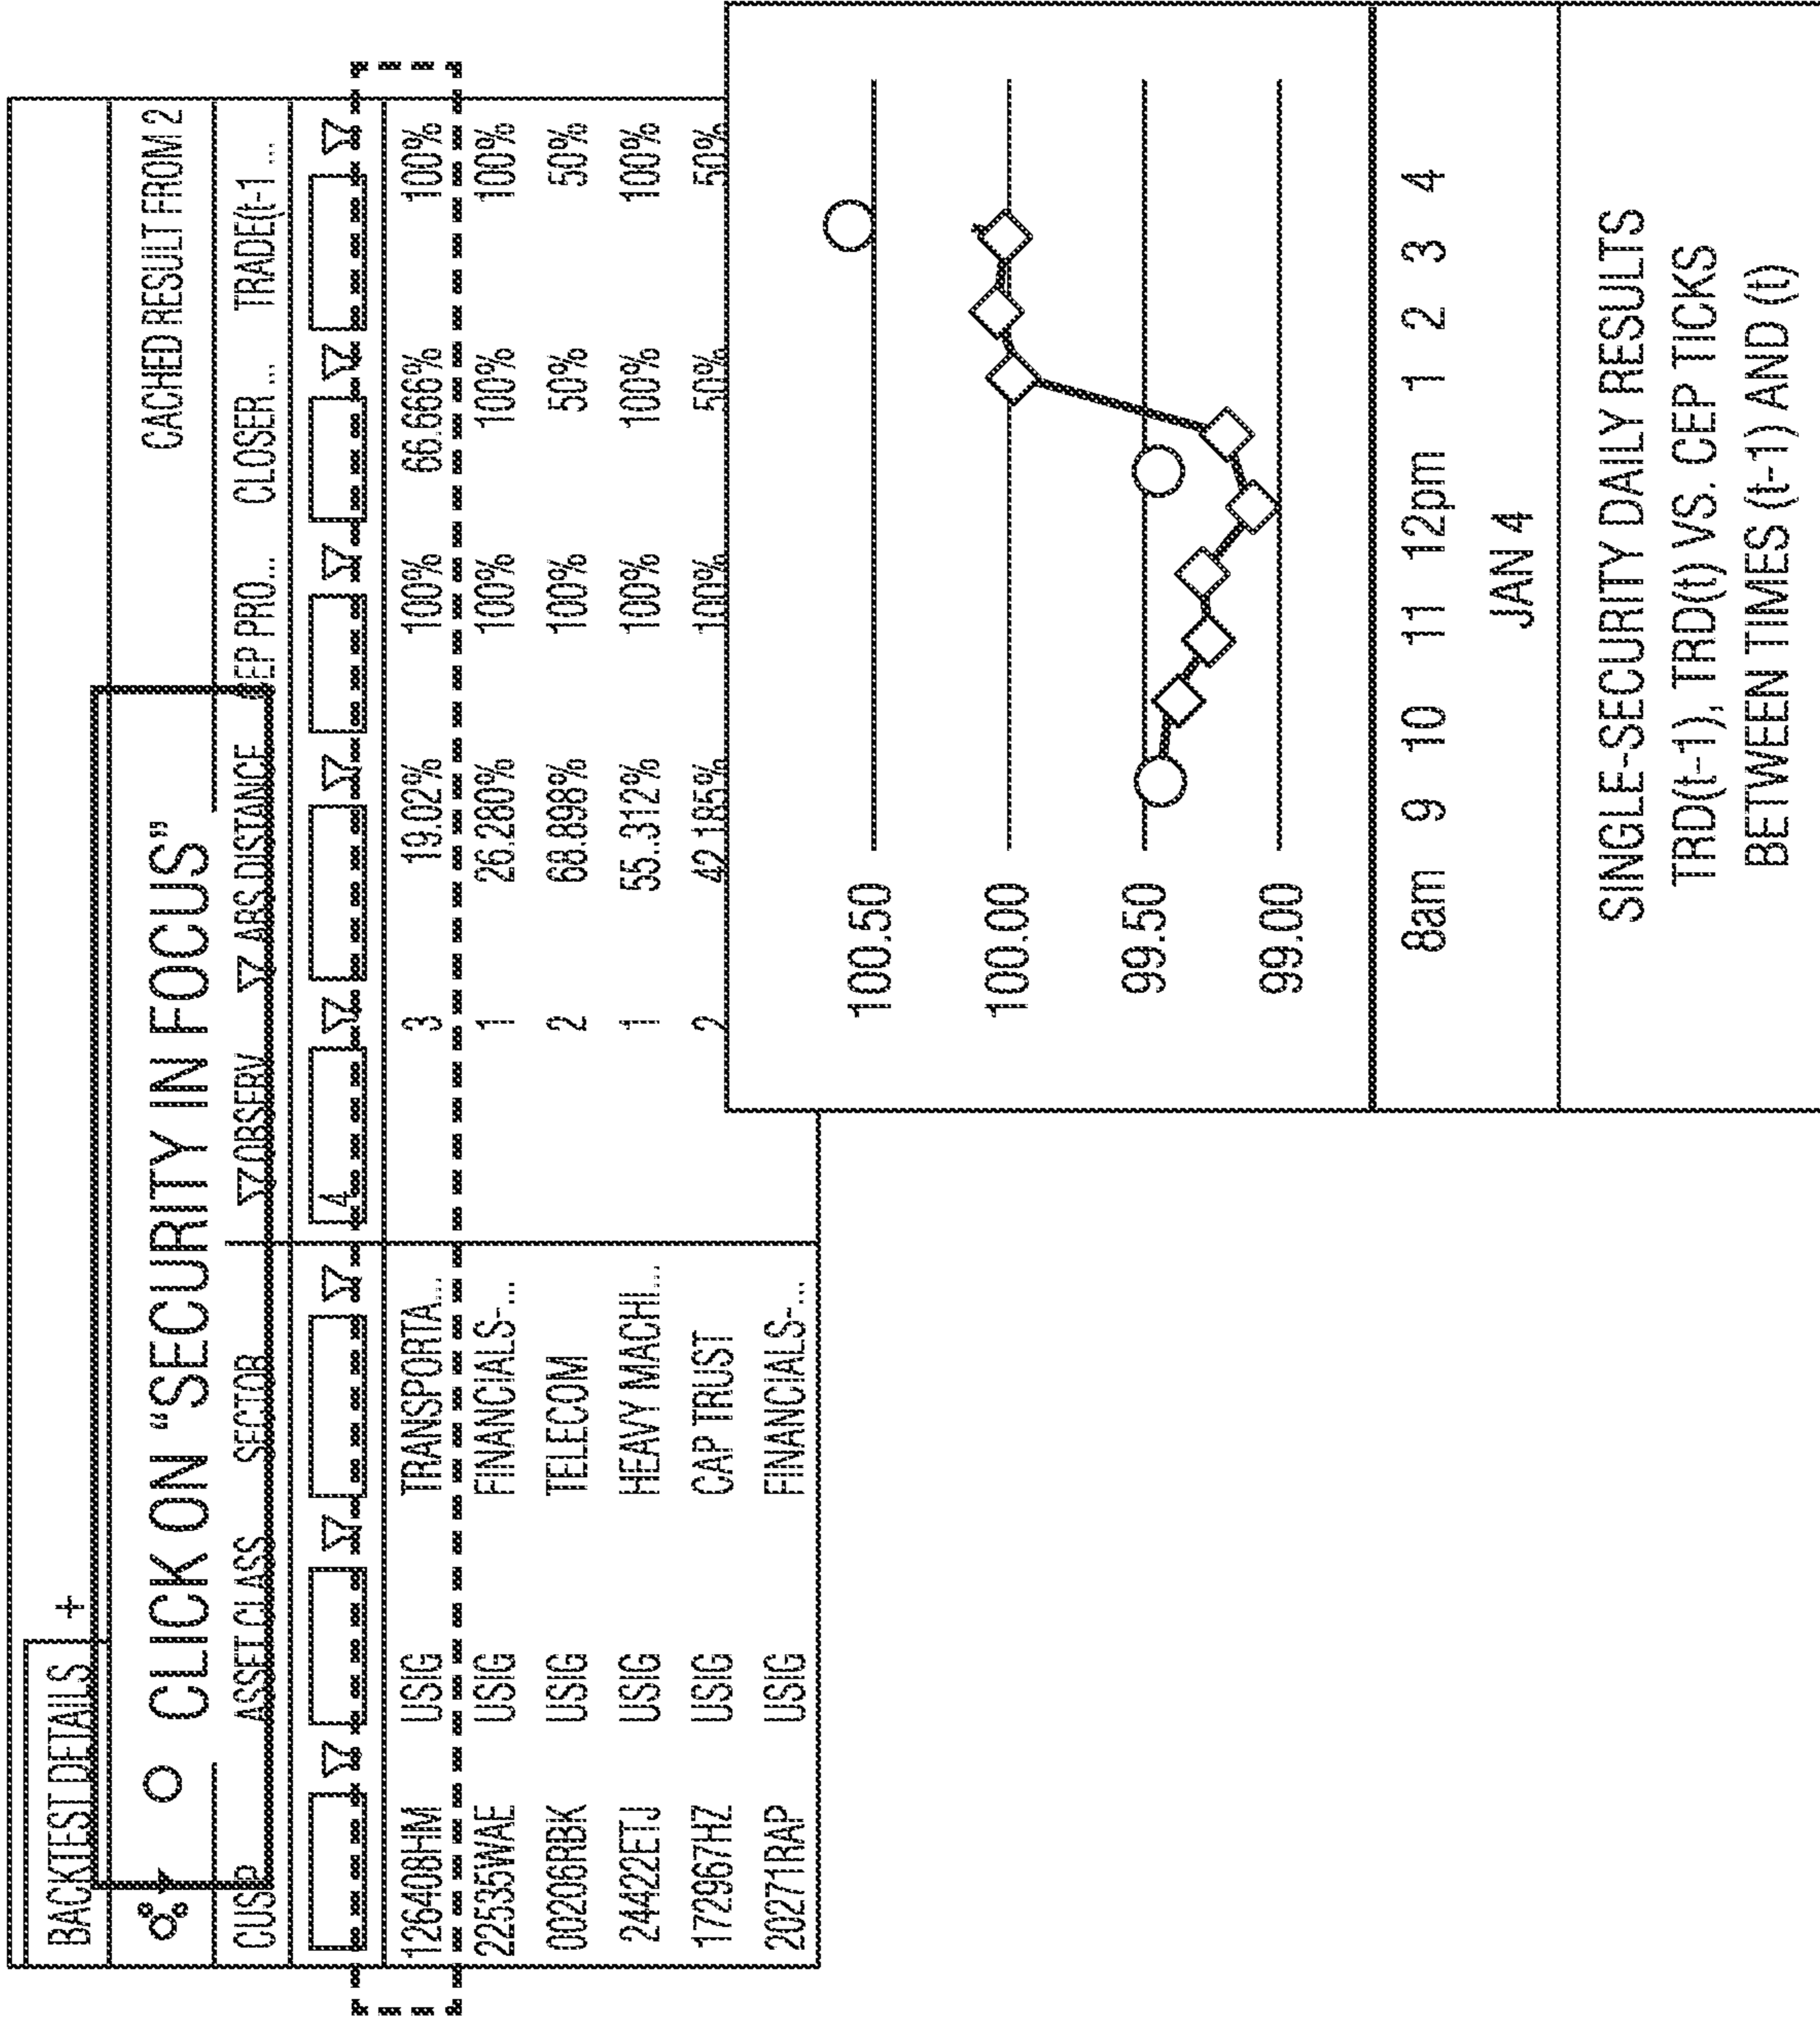 BACKTEST DETAILS +
CLICK ON "SECURITY IN FOCUS"
CACHED RESULT FROM 2
CUSIP ASSET CLASS SECTOR OBSERV ABS.DISTANCE CEP PRO... CLOSER ... TRADE(t-1 ...
4
126408HM USIG TRANSPORTA... 3 19.02% 100% 66.666% 100%
22535WAE USIG FINANCIALS-... 1 26.280% 100% 100% 100%
00206RBK USIG TELECOM 2 68.898% 100% 50% 50%
24422ETJ USIG HEAVY MACHI... 1 55.312% 100% 100% 100%
172967HZ USIG CAP TRUST 2 42.185% 100% 50% 50%
20271RAP USIG FINANCIALS-...
100.50
100.00
99.50
99.00
8am 9 10 11 12pm 1 2 3 4
JAN 4
SINGLE-SECURITY DAILY RESULTS
TRD(t-1), TRD(t) VS. CEP TICKS
BETWEEN TIMES (t-1) AND (t)